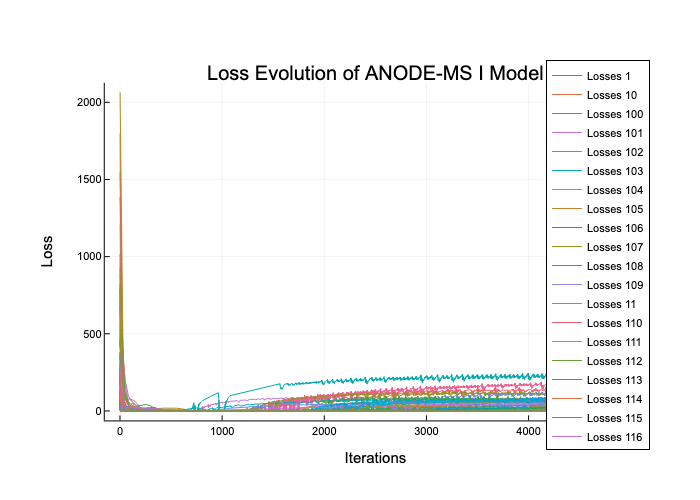 Loss Evolution of ANODE-MS I Model
Loss
2000
1500
1000
500
0
0
1000
2000
3000
4000
Iterations
Losses 1
Losses 10
Losses 100
Losses 101
Losses 102
Losses 103
Losses 104
Losses 105
Losses 106
Losses 107
Losses 108
Losses 109
Losses 11
Losses 110
Losses 111
Losses 112
Losses 113
Losses 114
Losses 115
Losses 116